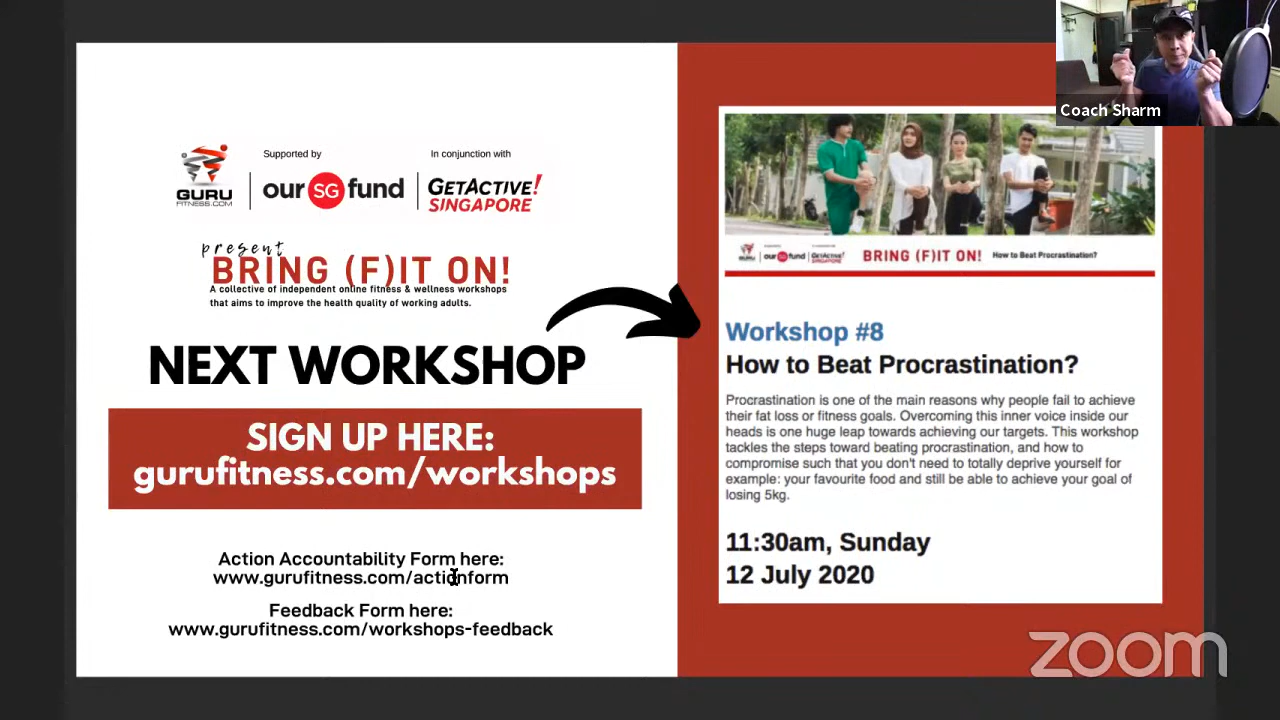 Coach Sharm
GURU
FITNESS.COM
Supported by
our SG fund
In conjunction with
GETACTIVE!
SINGAPORE
present
BRING (F)IT ON!
A collective of independent online fitness & wellness workshops
that aims to improve the health quality of working adults.
NEXT WORKSHOP
SIGN UP HERE:
gurufitness.com/workshops
Action Accountability Form here:
www.gurufitness.com/actionform
Feedback Form here:
www.gurufitness.com/workshops-feedback
GURU
our SG fund
GETACTIVE!
SINGAPORE
BRING (F)IT ON!
How to Beat Procrastination?
Workshop #8
How to Beat Procrastination?
Procrastination is one of the main reasons why people fail to achieve
their fat loss or fitness goals. Overcoming this inner voice inside our
heads is one huge leap towards achieving our targets. This workshop
tackles the steps toward beating procrastination, and how to
compromise such that you don't need to totally deprive yourself for
example: your favourite food and still be able to achieve your goal of
losing 5kg.
11:30am, Sunday
12 July 2020
zoom